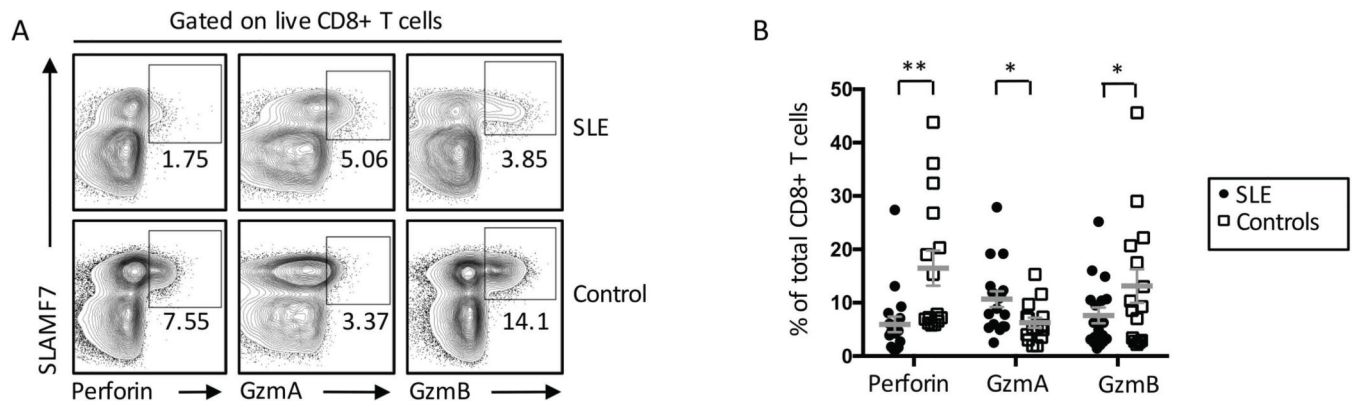 A
Gated on live CD8+ T cells
SLAMF7
1.75
5.06
3.85
SLE
7.55
3.37
14.1
Control
Perforin
GzmA
GzmB
B
% of total CD8+ T cells
50
40
30
20
10
0
**
*
*
Perforin
GzmA
GzmB
SLE
Controls